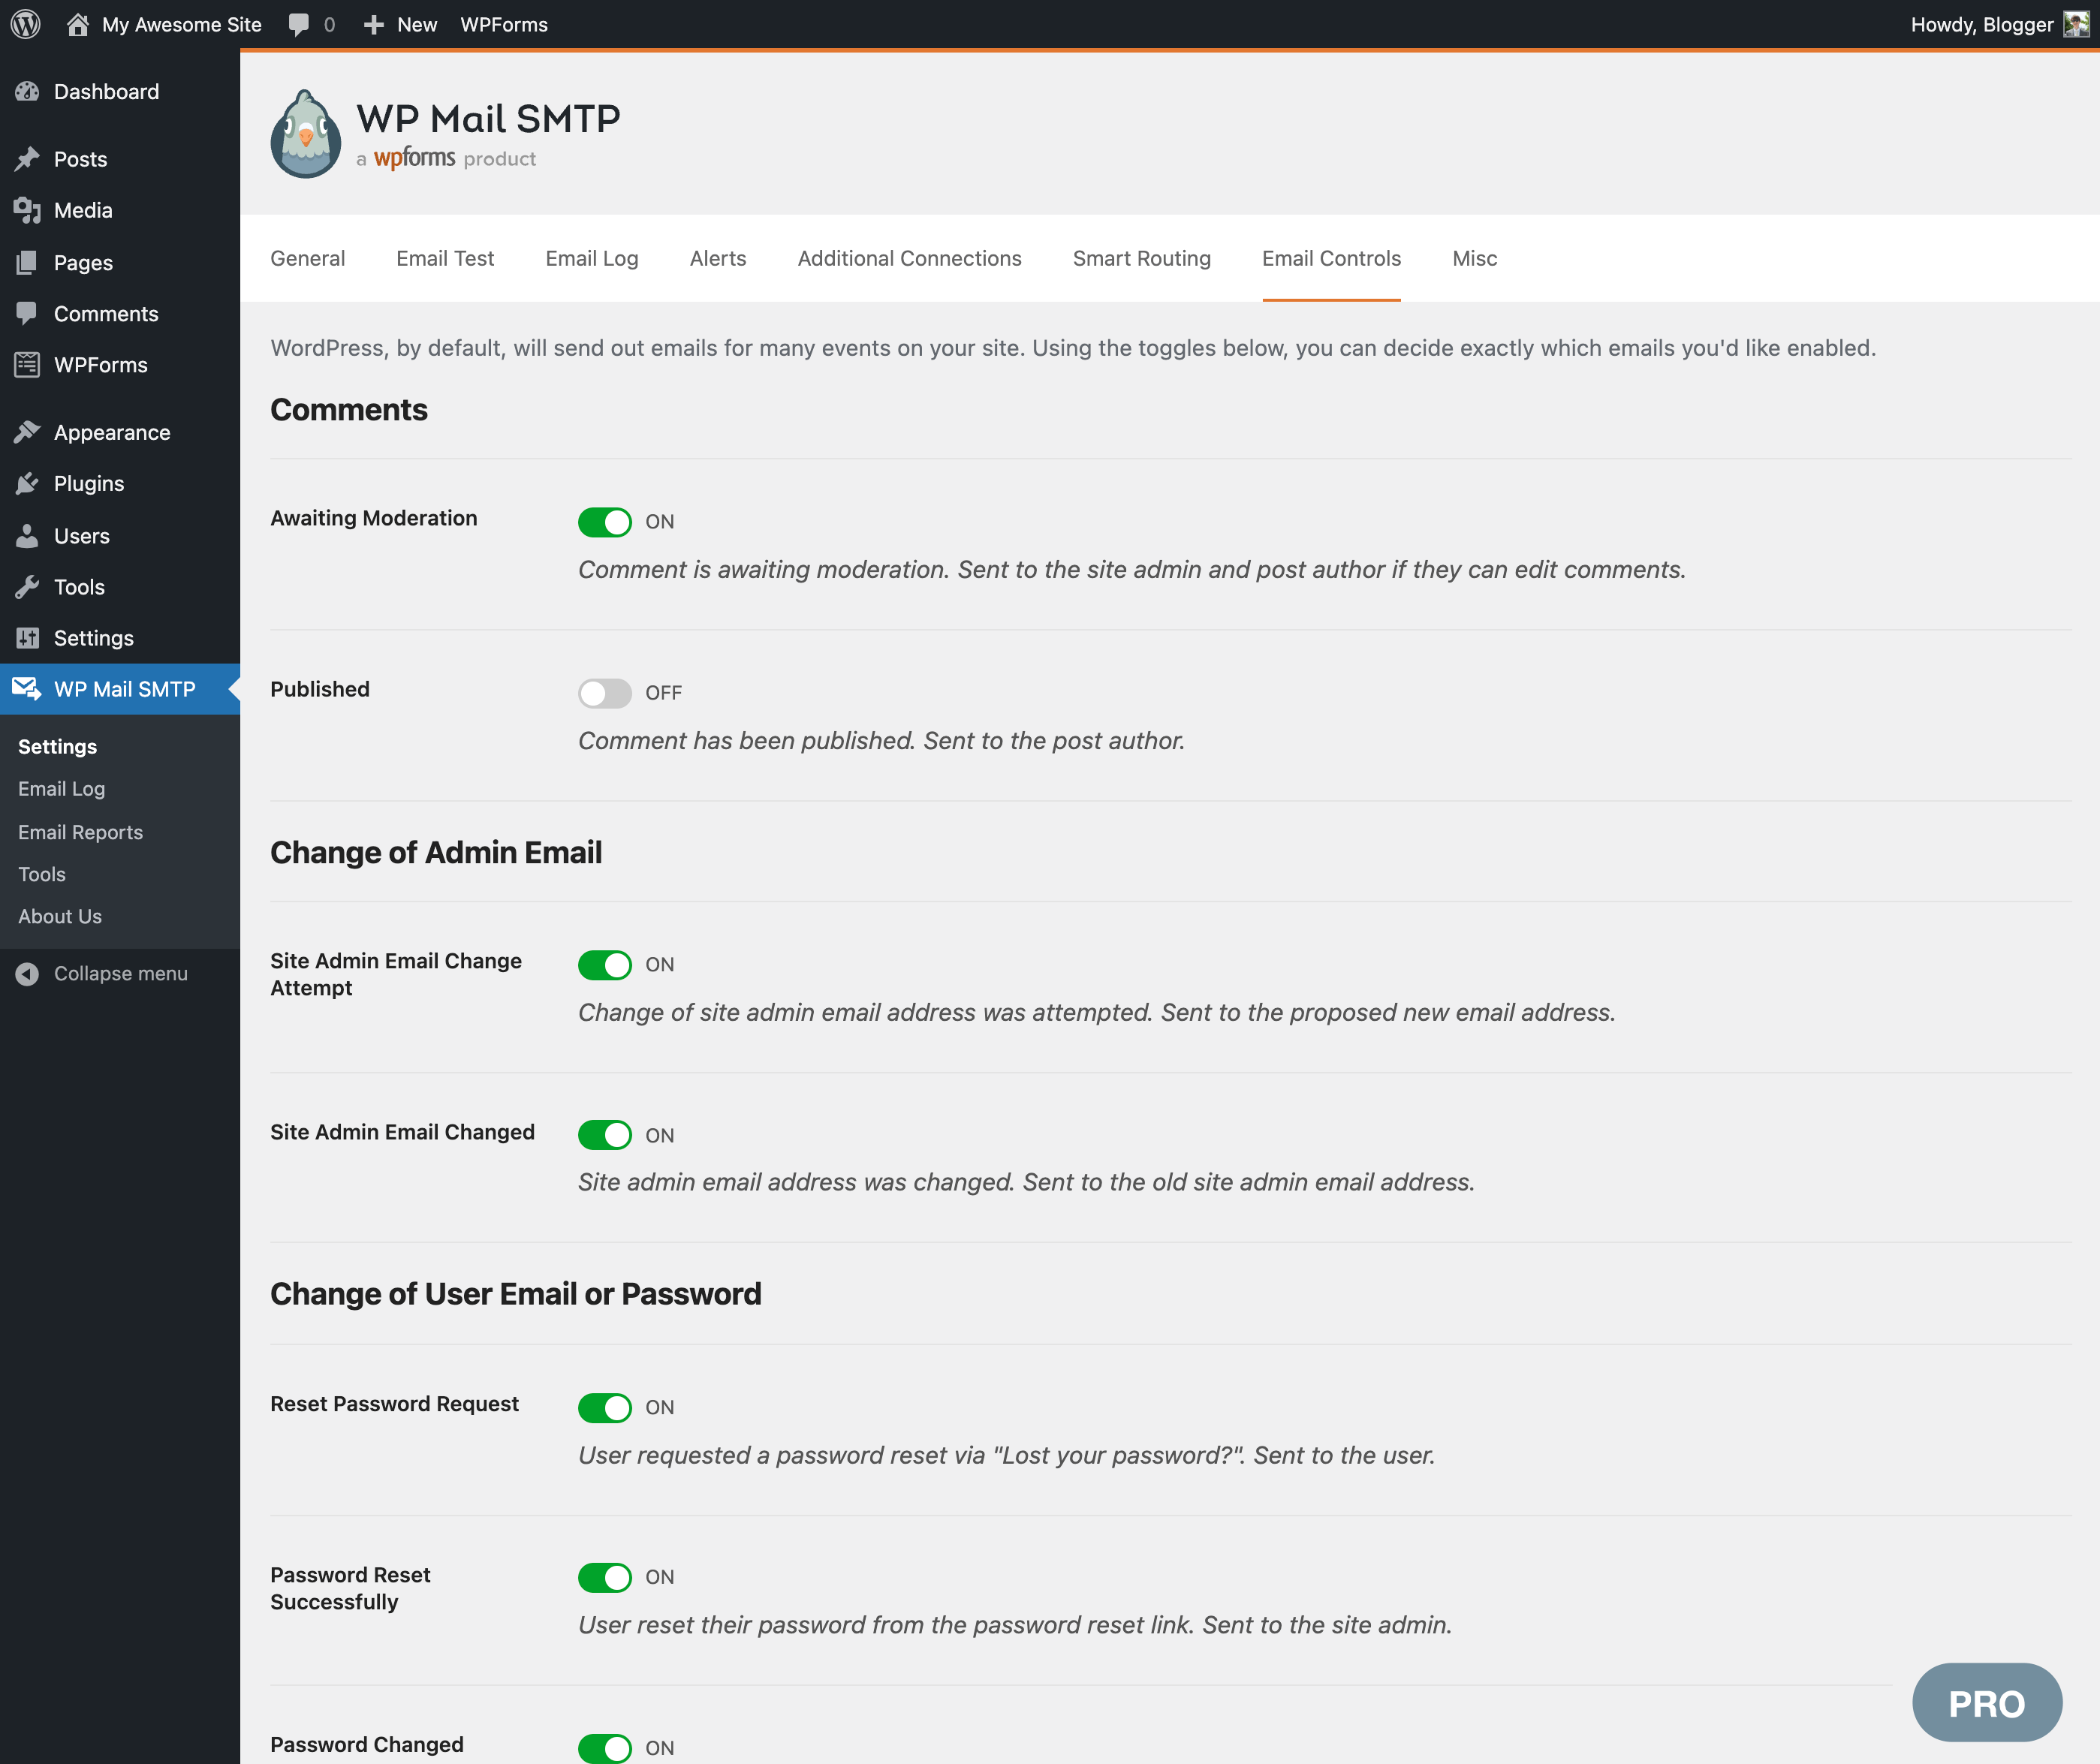 My Awesome Site 0 New WPForms Howdy, Blogger
Dashboard
Posts
Media
Pages
Comments
WPForms
Appearance
Plugins
Users
Tools
Settings
WP Mail SMTP
Settings
Email Log
Email Reports
Tools
About Us
Collapse menu
WP Mail SMTP
a wpforms product
General Email Test Email Log Alerts Additional Connections Smart Routing Email Controls Misc
WordPress, by default, will send out emails for many events on your site. Using the toggles below, you can decide exactly which emails you'd like enabled.
Comments
Awaiting Moderation ON
Comment is awaiting moderation. Sent to the site admin and post author if they can edit comments.
Published OFF
Comment has been published. Sent to the post author.
Change of Admin Email
Site Admin Email Change
Attempt
ON
Change of site admin email address was attempted. Sent to the proposed new email address.
Site Admin Email Changed ON
Site admin email address was changed. Sent to the old site admin email address.
Change of User Email or Password
Reset Password Request ON
User requested a password reset via "Lost your password?". Sent to the user.
Password Reset
Successfully
ON
User reset their password from the password reset link. Sent to the site admin.
Password Changed ON
PRO